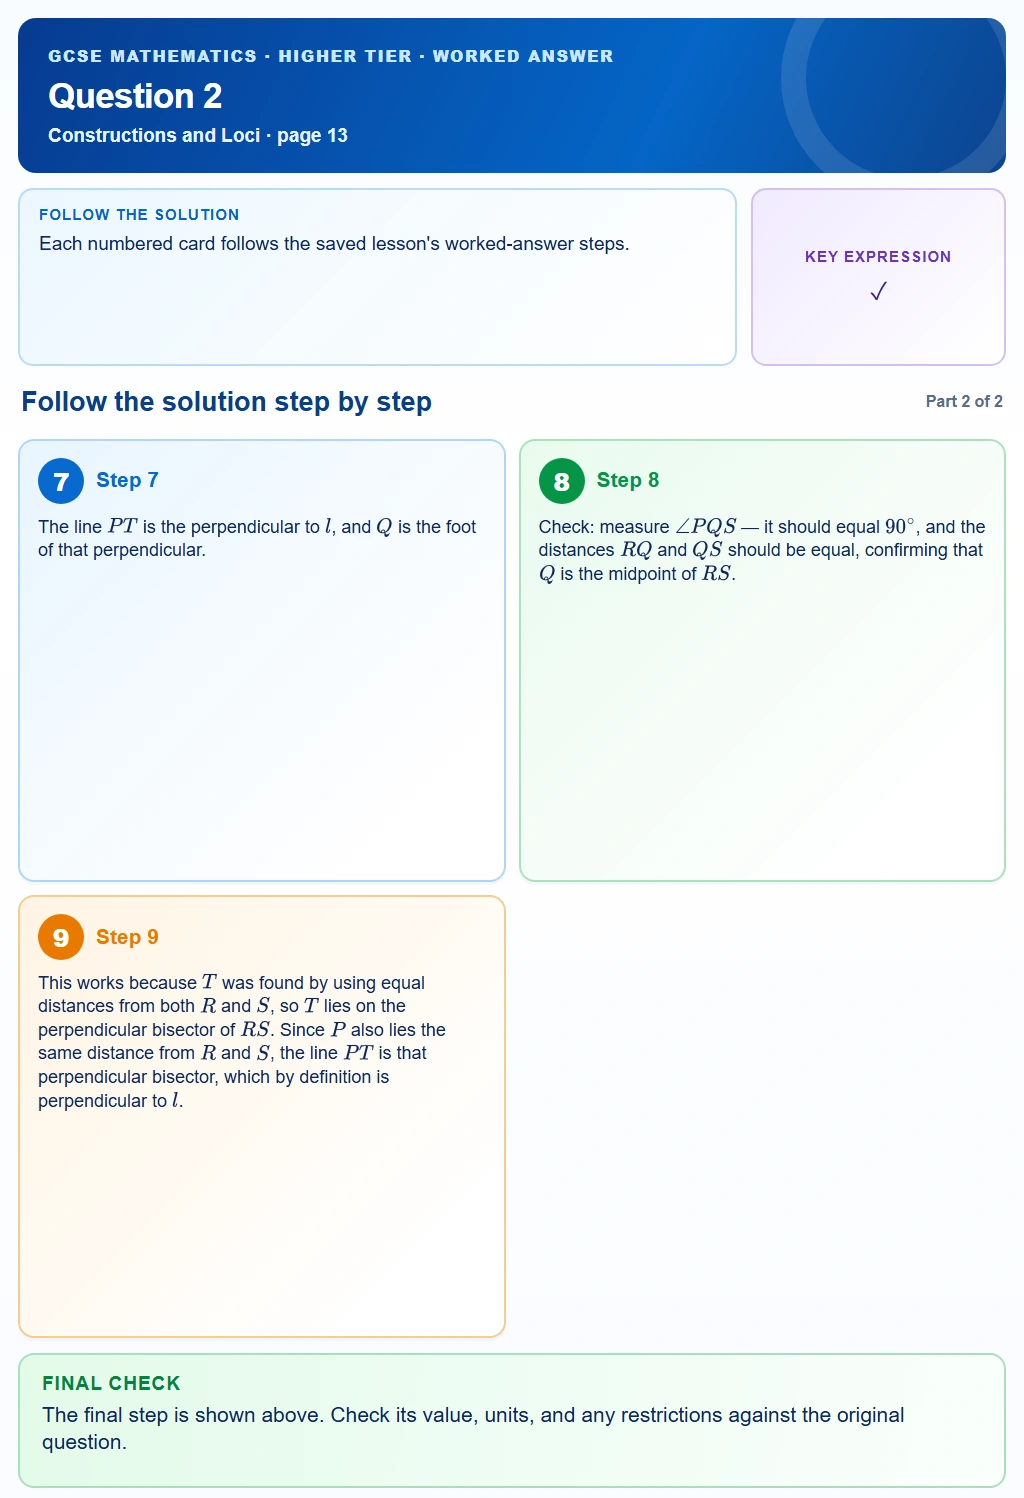 GCSE MATHEMATICS · HIGHER TIER · WORKED ANSWER
Question 2
Constructions and Loci · page 13
FOLLOW THE SOLUTION
Each numbered card follows the saved lesson's worked-answer steps.
KEY EXPRESSION
✓
Follow the solution step by step
Part 2 of 2
7 Step 7
The line PT is the perpendicular to l, and Q is the foot
of that perpendicular.
8 Step 8
Check: measure ∠PQS — it should equal 90°, and the
distances RQ and QS should be equal, confirming that
Q is the midpoint of RS.
9 Step 9
This works because T was found by using equal
distances from both R and S, so T lies on the
perpendicular bisector of RS. Since P also lies the
same distance from R and S, the line PT is that
perpendicular bisector, which by definition is
perpendicular to l.
FINAL CHECK
The final step is shown above. Check its value, units, and any restrictions against the original
question.